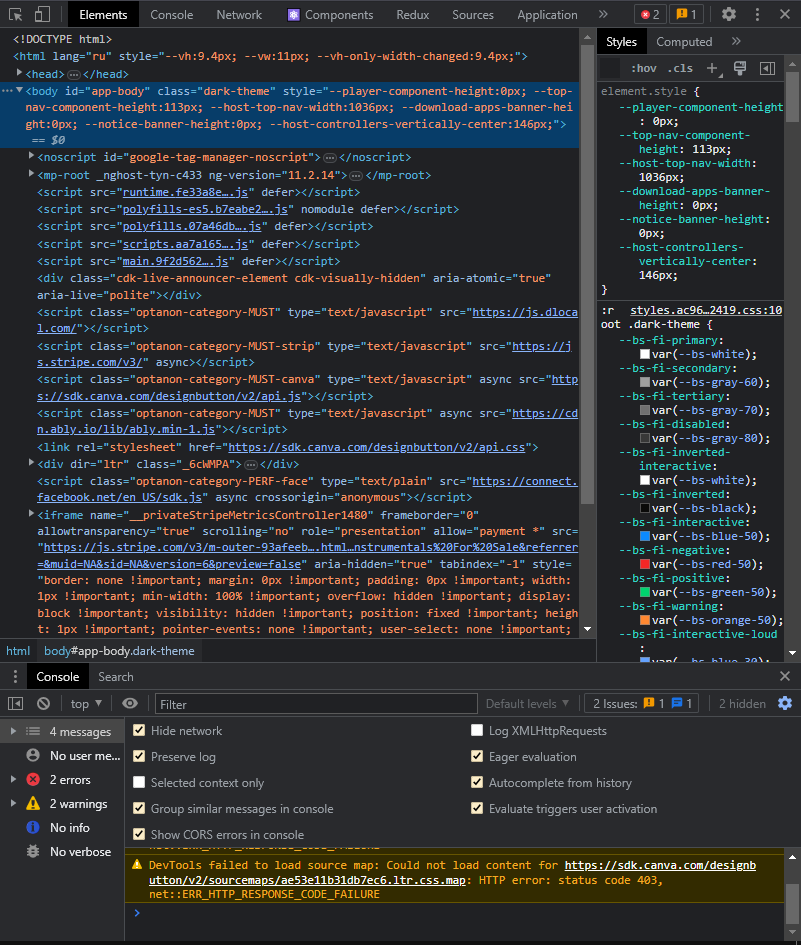 Elements Console Network Components Redux Sources Application » 2 1
<!DOCTYPE html>
<html lang="ru" style="--vh:9.4px; --vw:11px; --vh-only-width-changed:9.4px;">
<head>…</head>
<body id="app-body" class="dark-theme" style="--player-component-height:0px; --top-
nav-component-height:113px; --host-top-nav-width:1036px; --download-apps-banner-hei
ght:0px; --notice-banner-height:0px; --host-controllers-vertically-center:146px;">
== $0
<noscript id="google-tag-manager-noscript">…</noscript>
<mp-root _nghost-tyn-c433 ng-version="11.2.14">…</mp-root>
<script src="runtime.fe33a8e….js" defer></script>
<script src="polyfills-es5.b7eabe2….js" nomodule defer></script>
<script src="polyfills.07a46db….js" defer></script>
<script src="scripts.aa7a165….js" defer></script>
<script src="main.9f2d562….js" defer></script>
<div class="cdk-live-announcer-element cdk-visually-hidden" aria-atomic="true"
aria-live="polite"></div>
<script class="optanon-category-MUST" type="text/javascript" src="https://js.dloca
l.com/"></script>
<script class="optanon-category-MUST-strip" type="text/javascript" src="https://j
s.stripe.com/v3/" async></script>
<script class="optanon-category-MUST-canva" type="text/javascript" async src="http
s://sdk.canva.com/designbutton/v2/api.js"></script>
<script class="optanon-category-MUST" type="text/javascript" async src="https://cd
n.ably.io/lib/ably.min-1.js"></script>
<link rel="stylesheet" href="https://sdk.canva.com/designbutton/v2/api.css">
<div dir="ltr" class="_6cWMPA">…</div>
<script class="optanon-category-PERF-face" type="text/plain" src="https://connect.
facebook.net/en_US/sdk.js" async crossorigin="anonymous"></script>
<iframe name="__privateStripeMetricsController1480" frameborder="0"
allowtransparency="true" scrolling="no" role="presentation" allow="payment *" src=
"https://js.stripe.com/v3/m-outer-93afeeb….html…nstrumentals%20For%20Sale&referrer
=&muid=NA&sid=NA&version=6&preview=false" aria-hidden="true" tabindex="-1" style=
"border: none !important; margin: 0px !important; padding: 0px !important; width:
1px !important; min-width: 100% !important; overflow: hidden !important; display:
block !important; visibility: hidden !important; position: fixed !important; heigh
t: 1px !important; pointer-events: none !important; user-select: none !important;
html body#app-body.dark-theme
Styles Computed »
:hov .cls +
element.style {
--player-component-height
: 0px;
--top-nav-component-
height: 113px;
--host-top-nav-width:
1036px;
--download-apps-banner-
height: 0px;
--notice-banner-height:
0px;
--host-controllers-
vertically-center:
146px;
}
:r styles.ac96…2419.css:10
oot .dark-theme {
--bs-fi-primary:
var(--bs-white);
--bs-fi-secondary:
var(--bs-gray-60);
--bs-fi-tertiary:
var(--bs-gray-70);
--bs-fi-disabled:
var(--bs-gray-80);
--bs-fi-inverted-
interactive:
var(--bs-white);
--bs-fi-inverted:
var(--bs-black);
--bs-fi-interactive:
var(--bs-blue-50);
--bs-fi-negative:
var(--bs-red-50);
--bs-fi-positive:
var(--bs-green-50);
--bs-fi-warning:
var(--bs-orange-50);
--bs-fi-interactive-loud
:
var(--bs-blue-30);
Console Search
top Filter Default levels 2 Issues: 1 1 2 hidden
4 messages
No user me...
2 errors
2 warnings
No info
No verbose
Hide network Log XMLHttpRequests
Preserve log Eager evaluation
Selected context only Autocomplete from history
Group similar messages in console Evaluate triggers user activation
Show CORS errors in console
net::ERR_HTTP_RESPONSE_CODE_FAILURE
DevTools failed to load source map: Could not load content for https://sdk.canva.com/designb
utton/v2/sourcemaps/ae53e11b31db7ec6.ltr.css.map: HTTP error: status code 403,
net::ERR_HTTP_RESPONSE_CODE_FAILURE
>